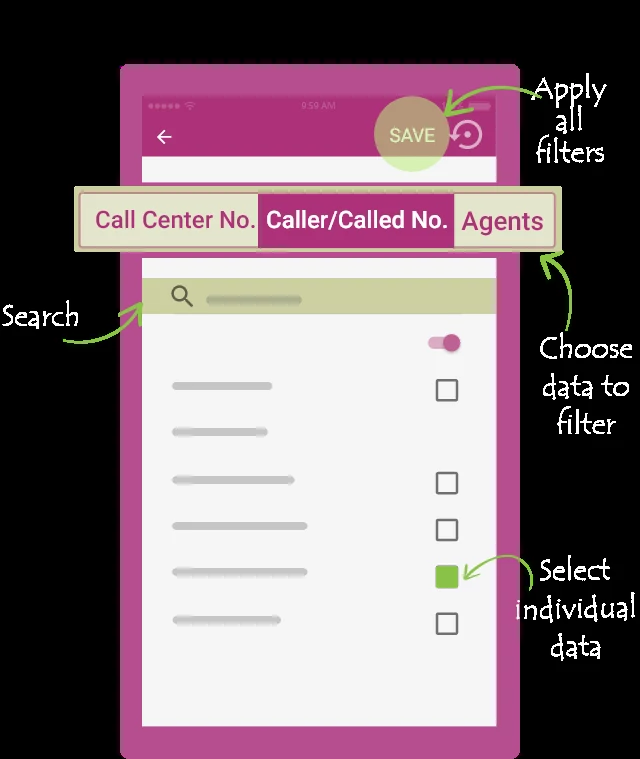 9:59 AM
SAVE
Apply
all
filters
Call Center No.
Caller/Called No.
Agents
Search
Choose
data to
filter
Select
individual
data